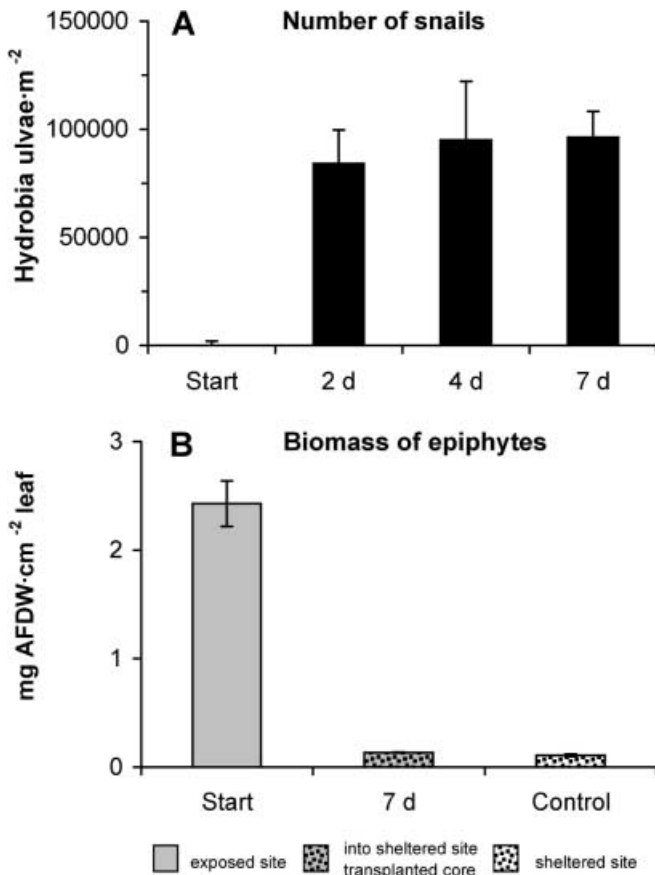 A Number of snails
Hydrobia ulvae·m⁻²
150000
100000
50000
0
Start 2 d 4 d 7 d
B Biomass of epiphytes
mg AFDW·cm⁻² leaf
3
2
1
0
Start 7 d Control
exposed site
into sheltered site
transplanted core
sheltered site